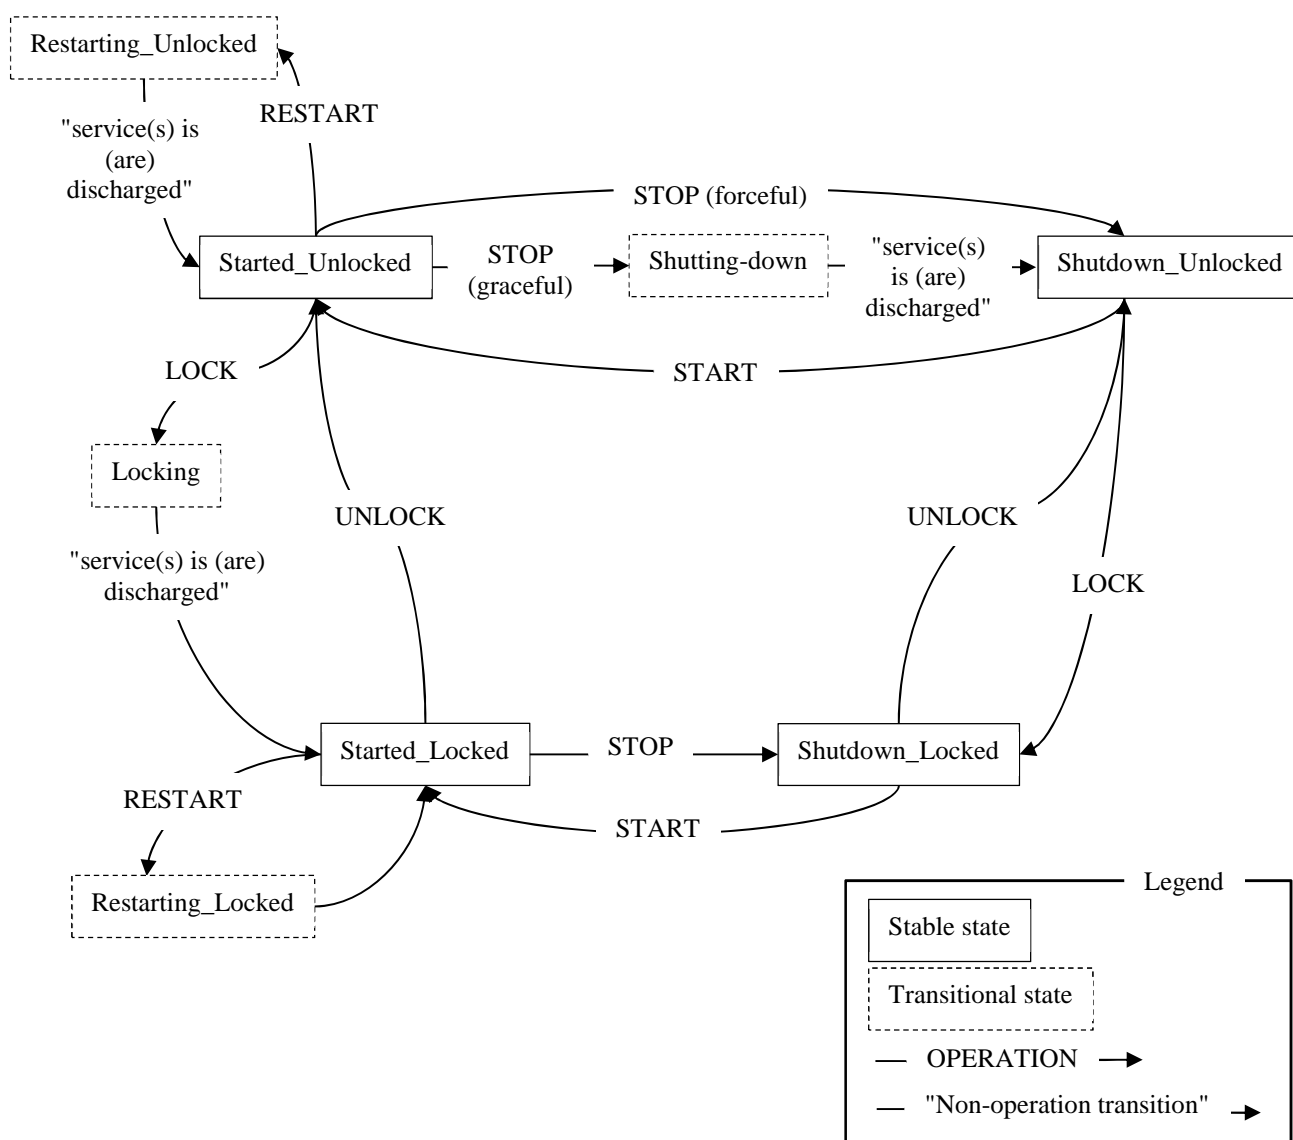 Restarting_Unlocked
RESTART
"service(s) is
(are)
discharged"
STOP (forceful)
Started_Unlocked
STOP
(graceful)
Shutting-down
"service(s)
is (are)
discharged"
Shutdown_Unlocked
LOCK
START
Locking
UNLOCK
UNLOCK
"service(s) is (are)
discharged"
LOCK
Started_Locked
STOP
Shutdown_Locked
RESTART
START
Restarting_Locked
Legend
Stable state
Transitional state
OPERATION
"Non-operation transition"